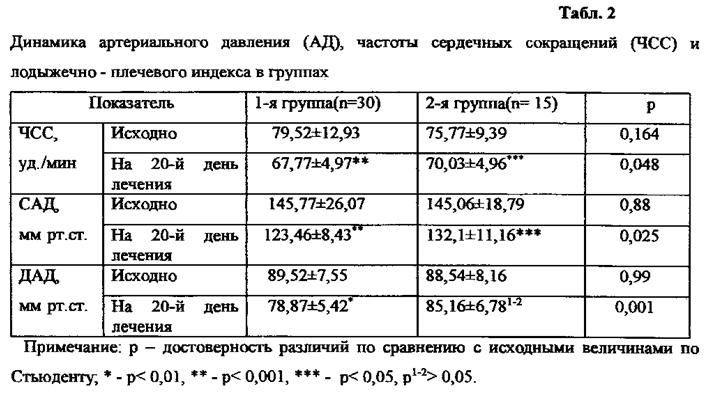 Табл. 2
Динамика артериального давления (АД), частоты сердечных сокращений (ЧСС) и
лодыжечно - плечевого индекса в группах
Показатель 1-я группа(n=30) 2-я группа(n= 15) р
ЧСС, Исходно 79,52±12,93 75,77±9,39 0,164
уд./мин На 20-й день 67,77±4,97** 70,03±4,96*** 0,048
лечения
САД, Исходно 145,77±26,07 145,06±18,79 0,88
мм рт.ст. На 20-й день 123,46±8,43** 132,1±11,16*** 0,025
лечения
ДАД, Исходно 89,52±7,55 88,54±8,16 0,99
мм рт.ст. На 20-й день 78,87±5,42* 85,16±6,78¹⁻² 0,001
лечения
Примечание: р – достоверность различий по сравнению с исходными величинами по
Стьюденту; * - р< 0,01, ** - р< 0,001, *** - р< 0,05, р¹⁻²> 0,05.